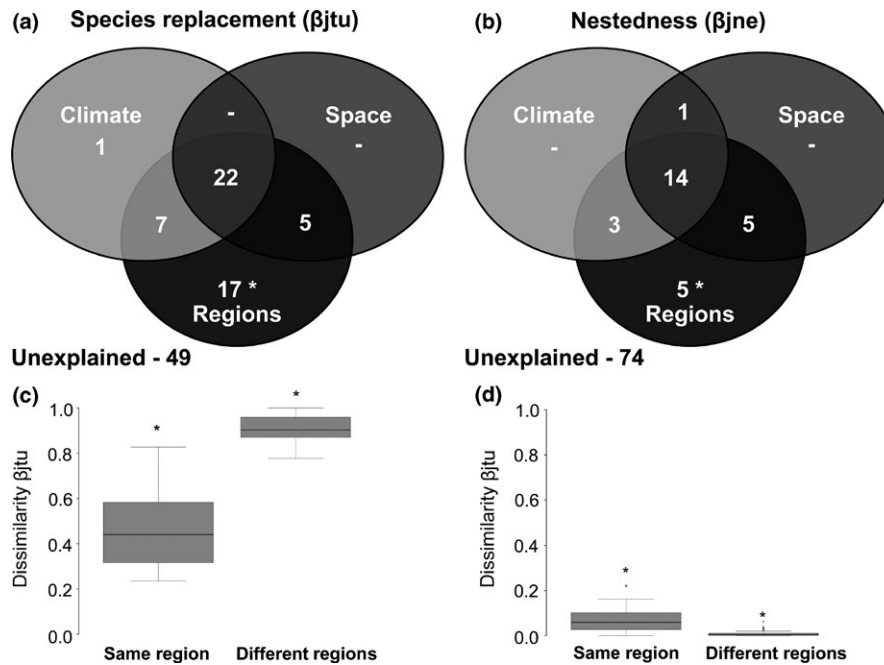 (a) Species replacement (βjtu)
(b) Nestedness (βjne)
Climate
1
-
Space
-
22
7
5
17 *
Regions
Unexplained - 49
Climate
-
1
Space
-
14
3
5
5 *
Regions
Unexplained - 74
(c)
Dissimilarity βjtu
1.0
0.8
0.6
0.4
0.2
0.0
*
*
Same region
Different regions
(d)
Dissimilarity βjtu
1.0
0.8
0.6
0.4
0.2
0.0
*
*
Same region
Different regions